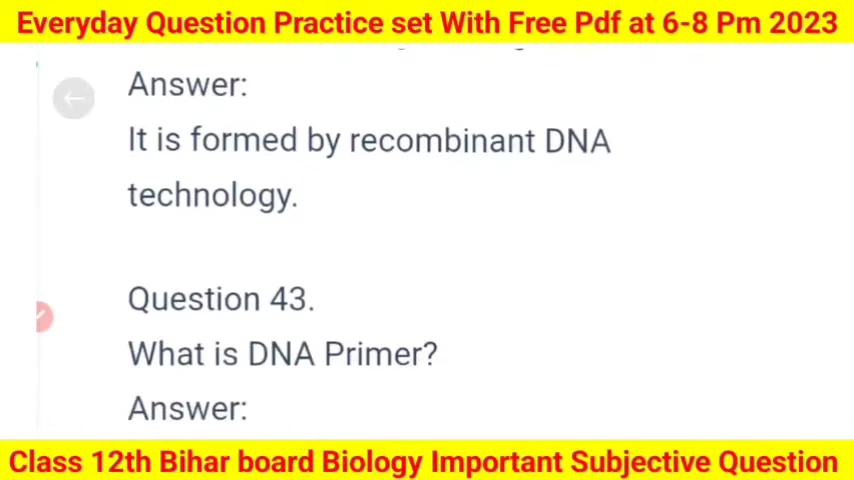 Everyday Question Practice set With Free Pdf at 6-8 Pm 2023
Answer:
It is formed by recombinant DNA
technology.
Question 43.
What is DNA Primer?
Answer:
Class 12th Bihar board Biology Important Subjective Question